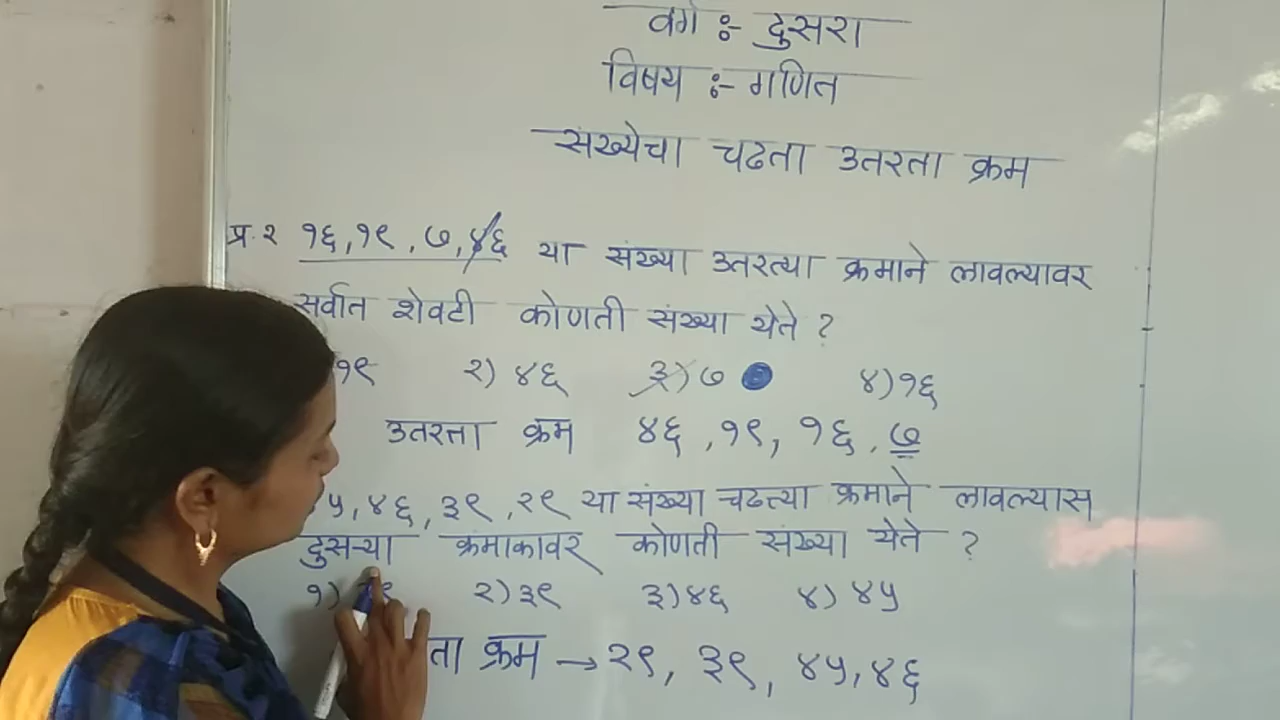 वर्ग :- दुसरा
विषय :- गणित
संख्येचा चढता उतरता क्रम
प्र.२ १६,१९,७,४६ या संख्या उतरत्या क्रमाने लावल्यावर
सर्वात शेवटी कोणती संख्या येते ?
१९ २) ४६ ३) ७ ४) १६
उतरता क्रम ४६,१९,१६,७
५,४६,३९,२९ या संख्या चढत्या क्रमाने लावल्यास
दुसऱ्या क्रमाकावर कोणती संख्या येते ?
१) २९ २) ३९ ३) ४६ ४) ४५
ता क्रम → २९, ३९, ४५,४६